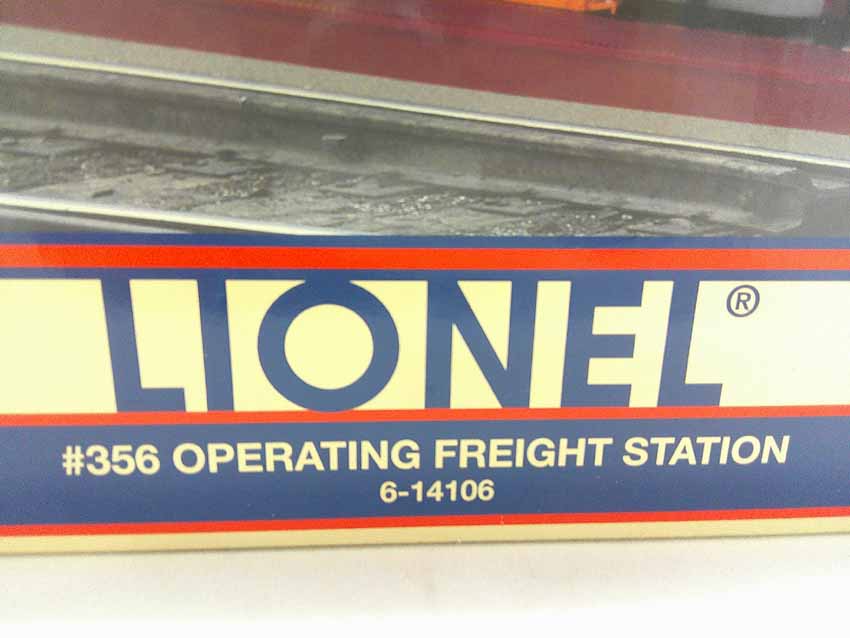 LIONEL®
#356 OPERATING FREIGHT STATION
6-14106